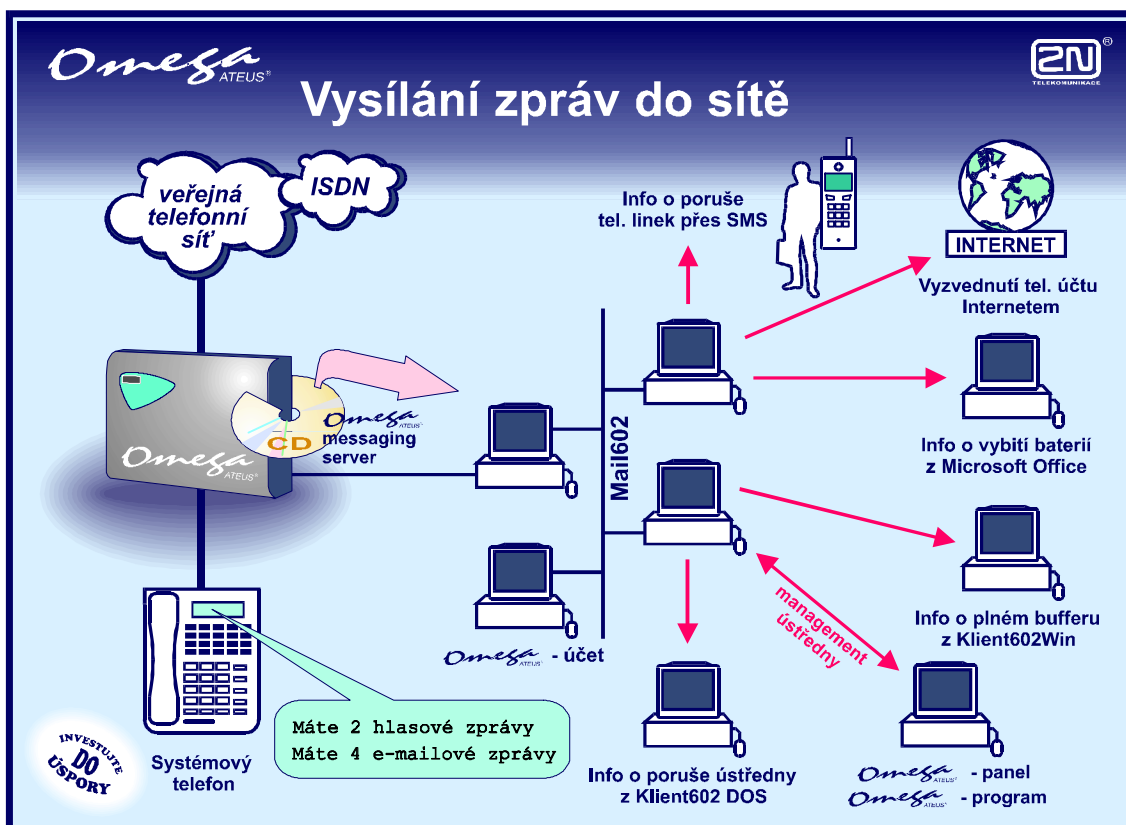 Omega
ATEUS®
2N®
TELEKOMUNIKACE
Vysílání zpráv do sítě
veřejná
telefonní
síť
ISDN
Info o poruše
tel. linek přes SMS
INTERNET
Vyzvednutí tel. účtu
Internetem
Omega
ATEUS®
CD
Omega
ATEUS®
messaging
server
Mail602
Info o vybití baterií
z Microsoft Office
Info o plném bufferu
z Klient602Win
management
ústředny
Omega ATEUS® - účet
Máte 2 hlasové zprávy
Máte 4 e-mailové zprávy
Systémový
telefon
INVESTUJTE
DO
ÚSPORY
Info o poruše ústředny
z Klient602 DOS
Omega ATEUS® - panel
Omega ATEUS® - program